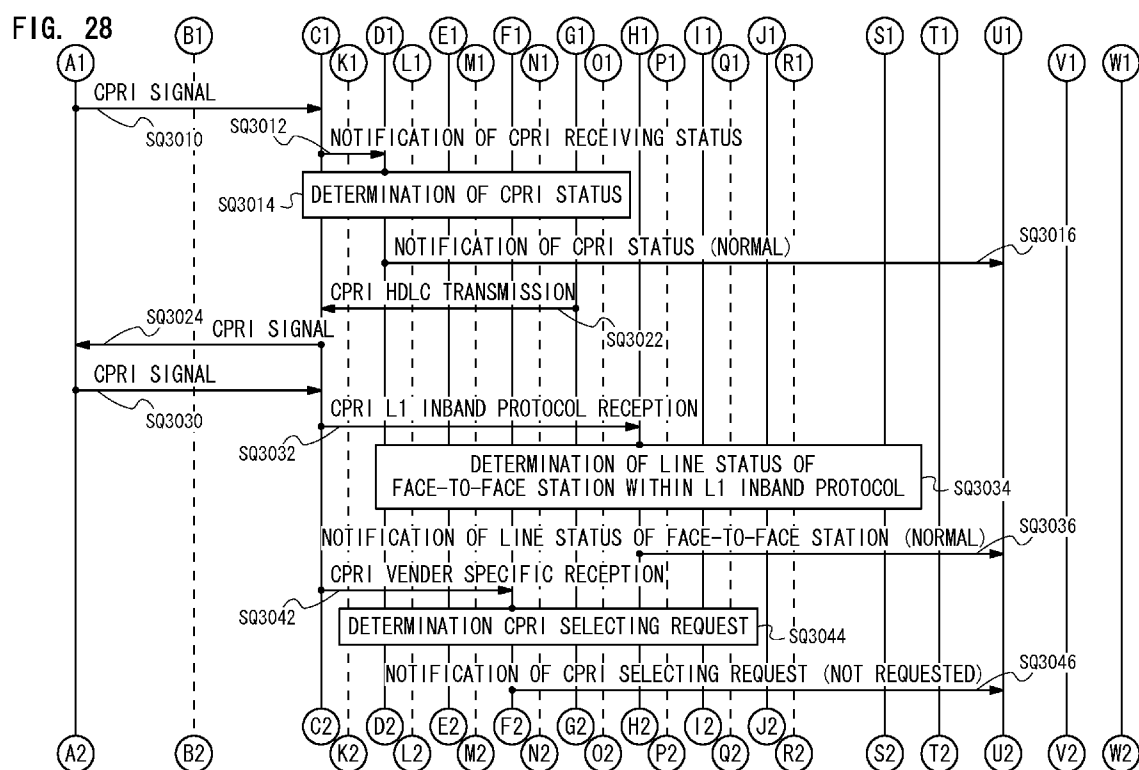 FIG. 28
B1 C1 D1 E1 F1 G1 H1 I1 J1 S1 T1 U1
A1 K1 L1 M1 N1 O1 P1 Q1 R1 V1 W1
CPRI SIGNAL
SQ3010
SQ3012
NOTIFICATION OF CPRI RECEIVING STATUS
DETERMINATION OF CPRI STATUS
SQ3014
NOTIFICATION OF CPRI STATUS (NORMAL)
SQ3016
CPRI HDLC TRANSMISSION
SQ3022
SQ3024
CPRI SIGNAL
CPRI SIGNAL
SQ3030
CPRI L1 INBAND PROTOCOL RECEPTION
SQ3032
DETERMINATION OF LINE STATUS OF
FACE-TO-FACE STATION WITHIN L1 INBAND PROTOCOL
SQ3034
NOTIFICATION OF LINE STATUS OF FACE-TO-FACE STATION (NORMAL)
SQ3036
CPRI VENDER SPECIFIC RECEPTION
SQ3042
DETERMINATION CPRI SELECTING REQUEST
SQ3044
NOTIFICATION OF CPRI SELECTING REQUEST (NOT REQUESTED)
SQ3046
C2 D2 E2 F2 G2 H2 I2 J2
A2 B2 K2 L2 M2 N2 O2 P2 Q2 R2 S2 T2 U2 V2 W2